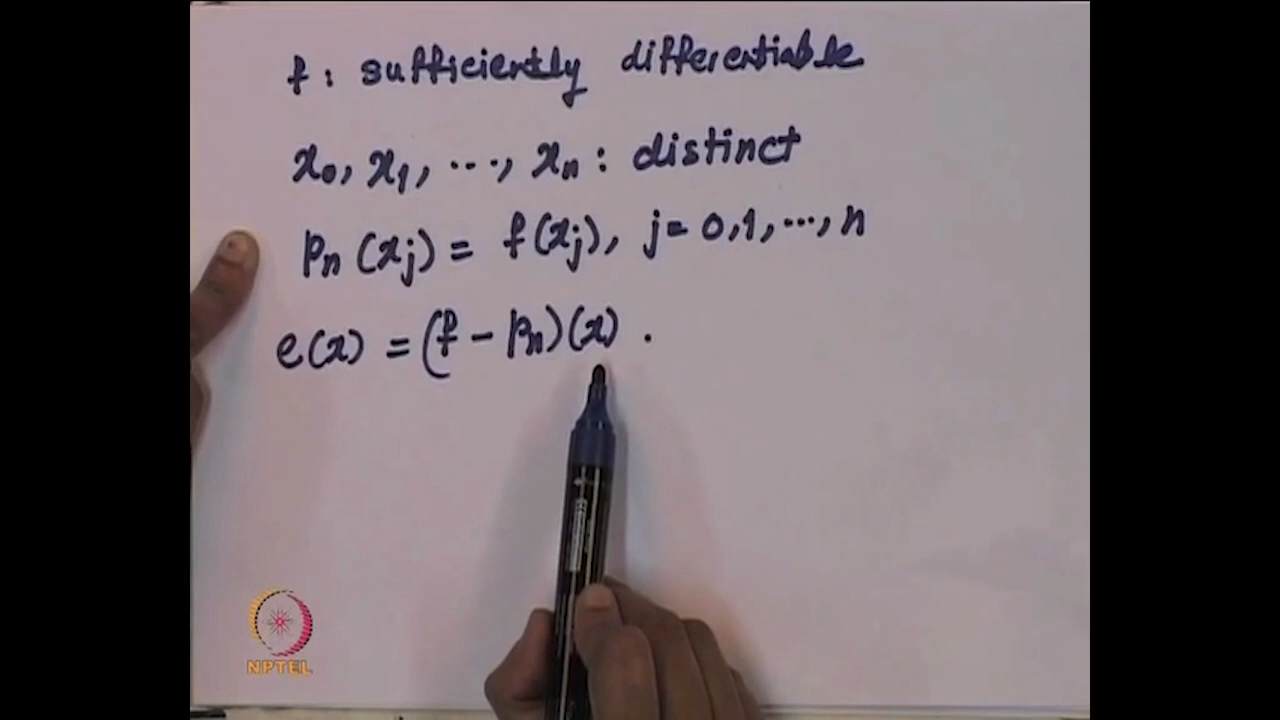 f : sufficiently differentiable
x₀, x₁, ..., xₙ : distinct
pₙ (xⱼ) = f(xⱼ), j = 0, 1, ..., n
e(x) = (f - pₙ)(x) .
NPTEL